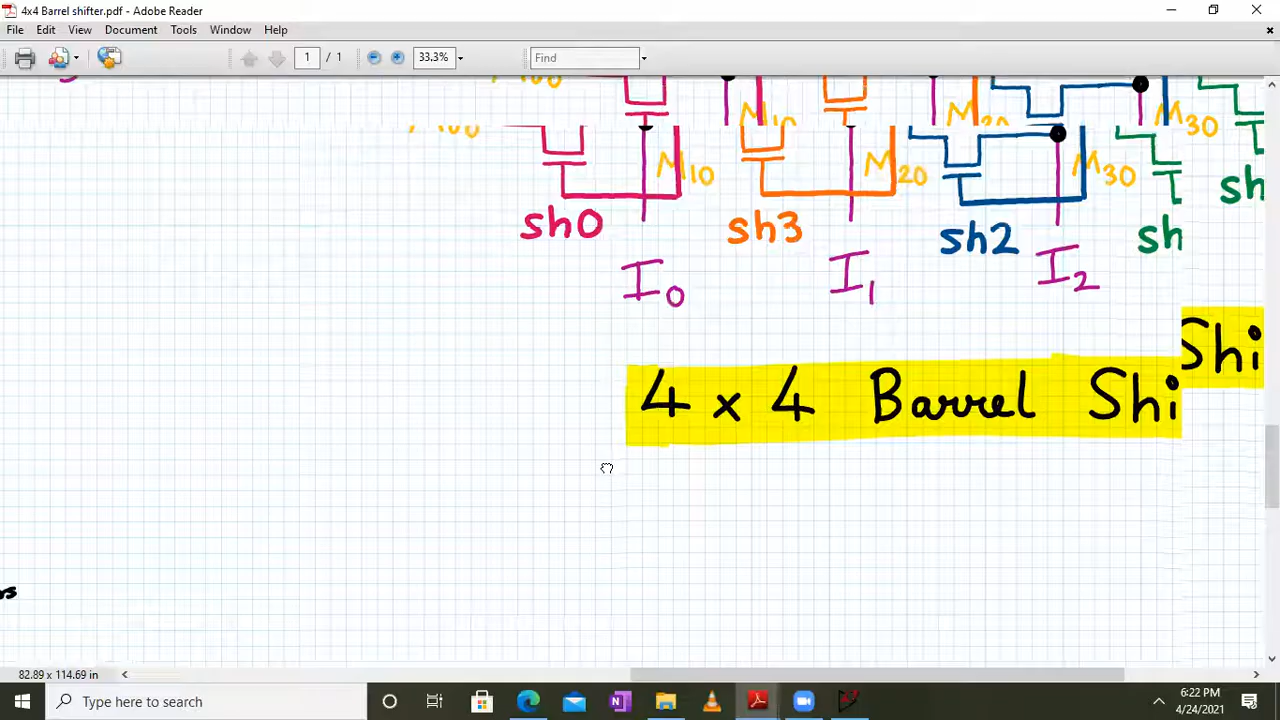 4x4 Barrel shifter.pdf - Adobe Reader
File Edit View Document Tools Window Help
1 / 1 33.3% Find
M10 M20 M30
M10 M20 M30
sh0 sh3 sh2 sh
sh
I0 I1 I2
Shi
4 x 4 Barrel Shi
82.89 x 114.69 in
Type here to search
6:22 PM
4/24/2021